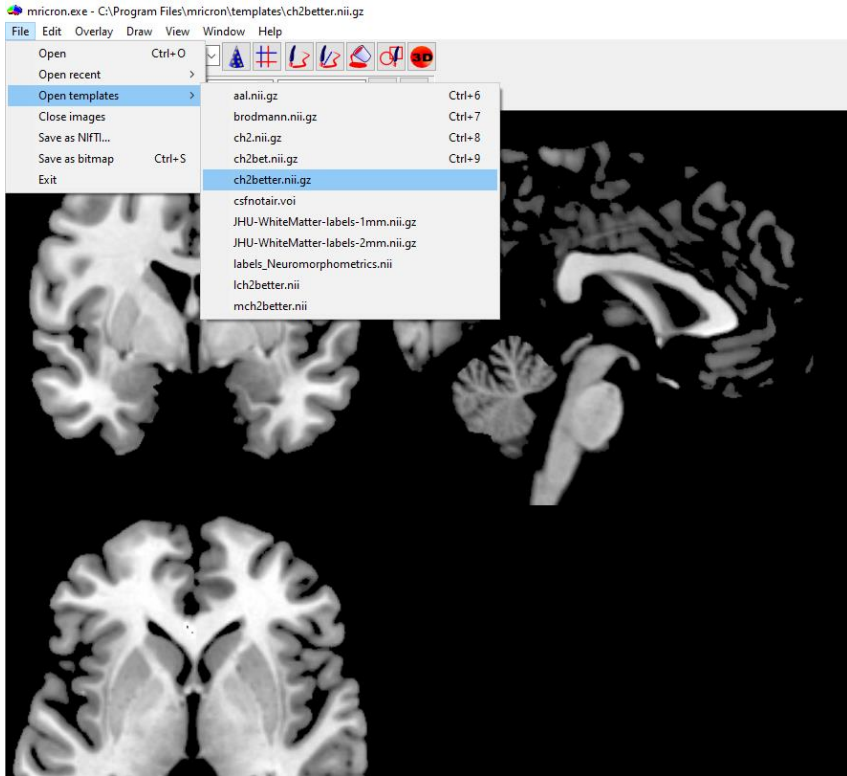 mricron.exe - C:\Program Files\mricron\templates\ch2better.nii.gz
File Edit Overlay Draw View Window Help
Open Ctrl+O
Open recent >
Open templates >
Close images
Save as NIfTI...
Save as bitmap Ctrl+S
Exit
3D
aal.nii.gz Ctrl+6
brodmann.nii.gz Ctrl+7
ch2.nii.gz Ctrl+8
ch2bet.nii.gz Ctrl+9
ch2better.nii.gz
csfnotair.voi
JHU-WhiteMatter-labels-1mm.nii.gz
JHU-WhiteMatter-labels-2mm.nii.gz
labels_Neuromorphometrics.nii
lch2better.nii
mch2better.nii